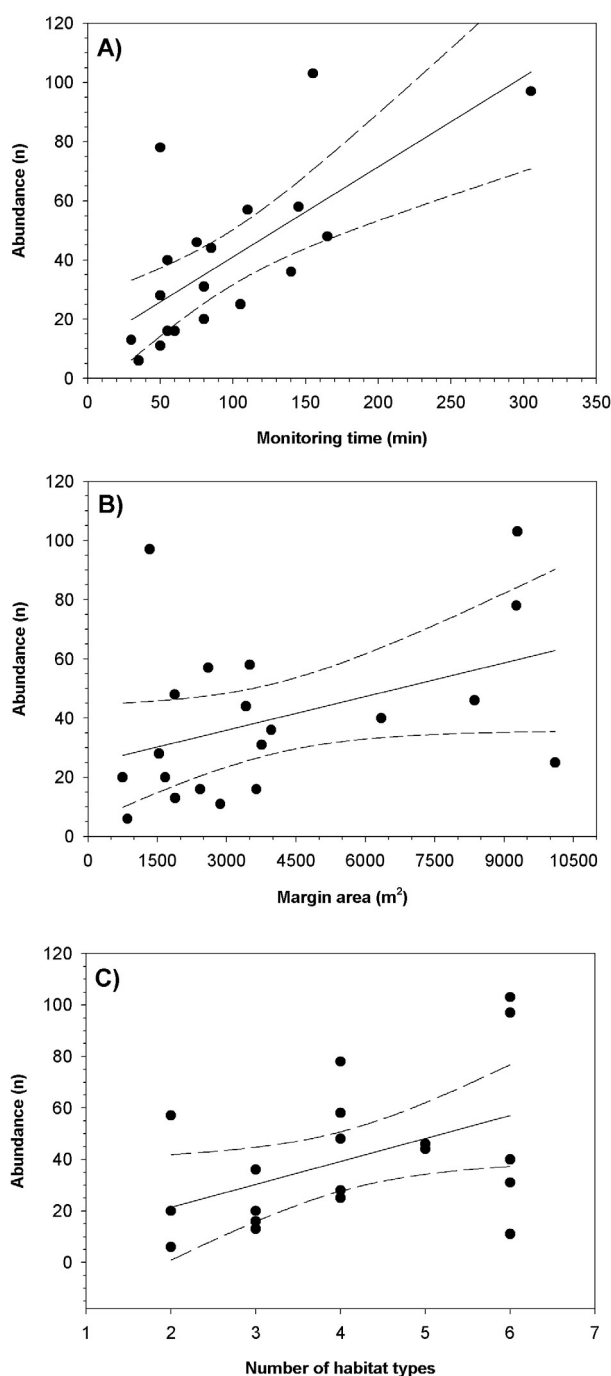 A)
120
100
80
60
40
20
0
Abundance (n)
0 50 100 150 200 250 300 350
Monitoring time (min)
B)
120
100
80
60
40
20
0
Abundance (n)
0 1500 3000 4500 6000 7500 9000 10500
Margin area (m²)
C)
120
100
80
60
40
20
0
Abundance (n)
1 2 3 4 5 6 7
Number of habitat types